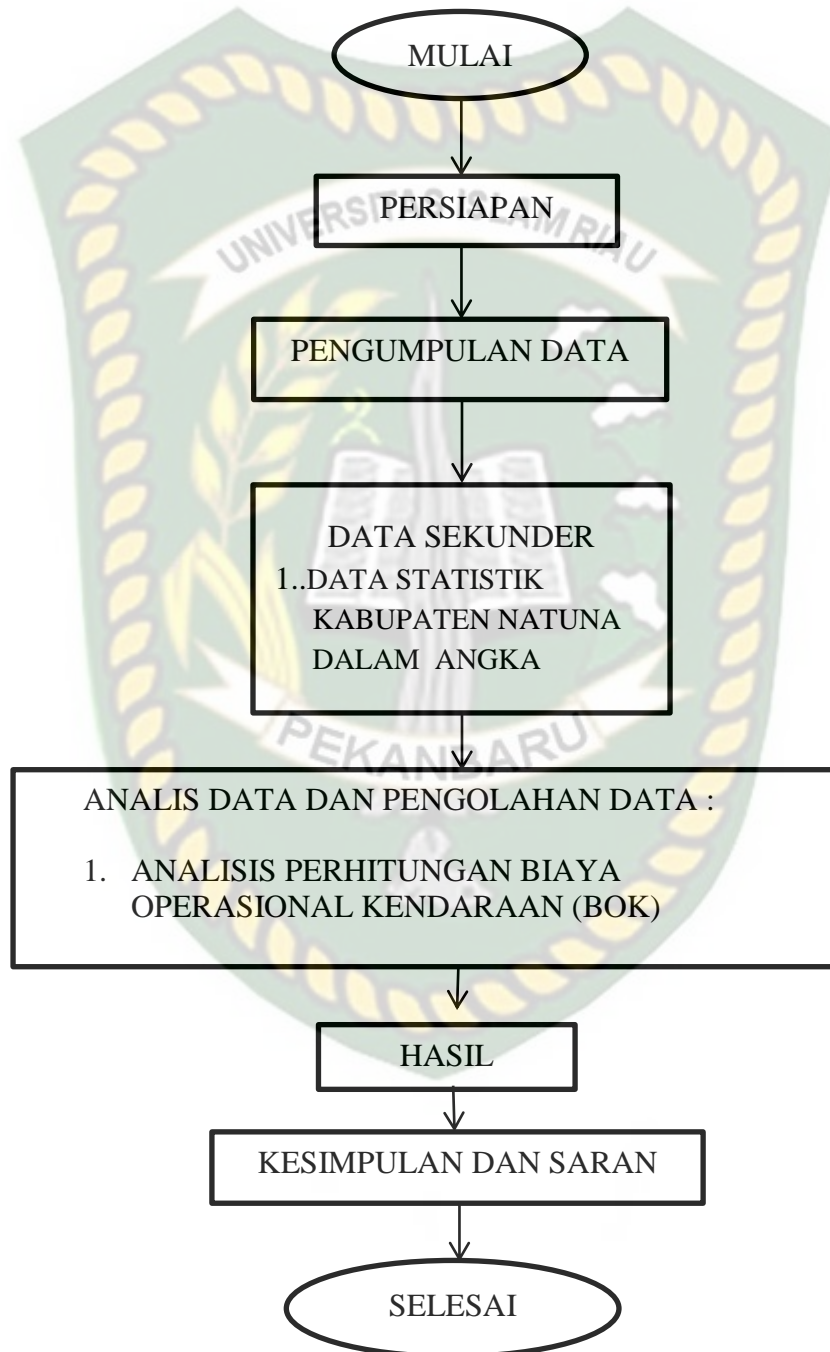 MULAI
PERSIAPAN
UNIVERSITAS ISLAM RIAU
PENGUMPULAN DATA
DATA SEKUNDER
1..DATA STATISTIK
KABUPATEN NATUNA
DALAM ANGKA
PEKANBARU
ANALIS DATA DAN PENGOLAHAN DATA :
1. ANALISIS PERHITUNGAN BIAYA
OPERASIONAL KENDARAAN (BOK)
HASIL
KESIMPULAN DAN SARAN
SELESAI